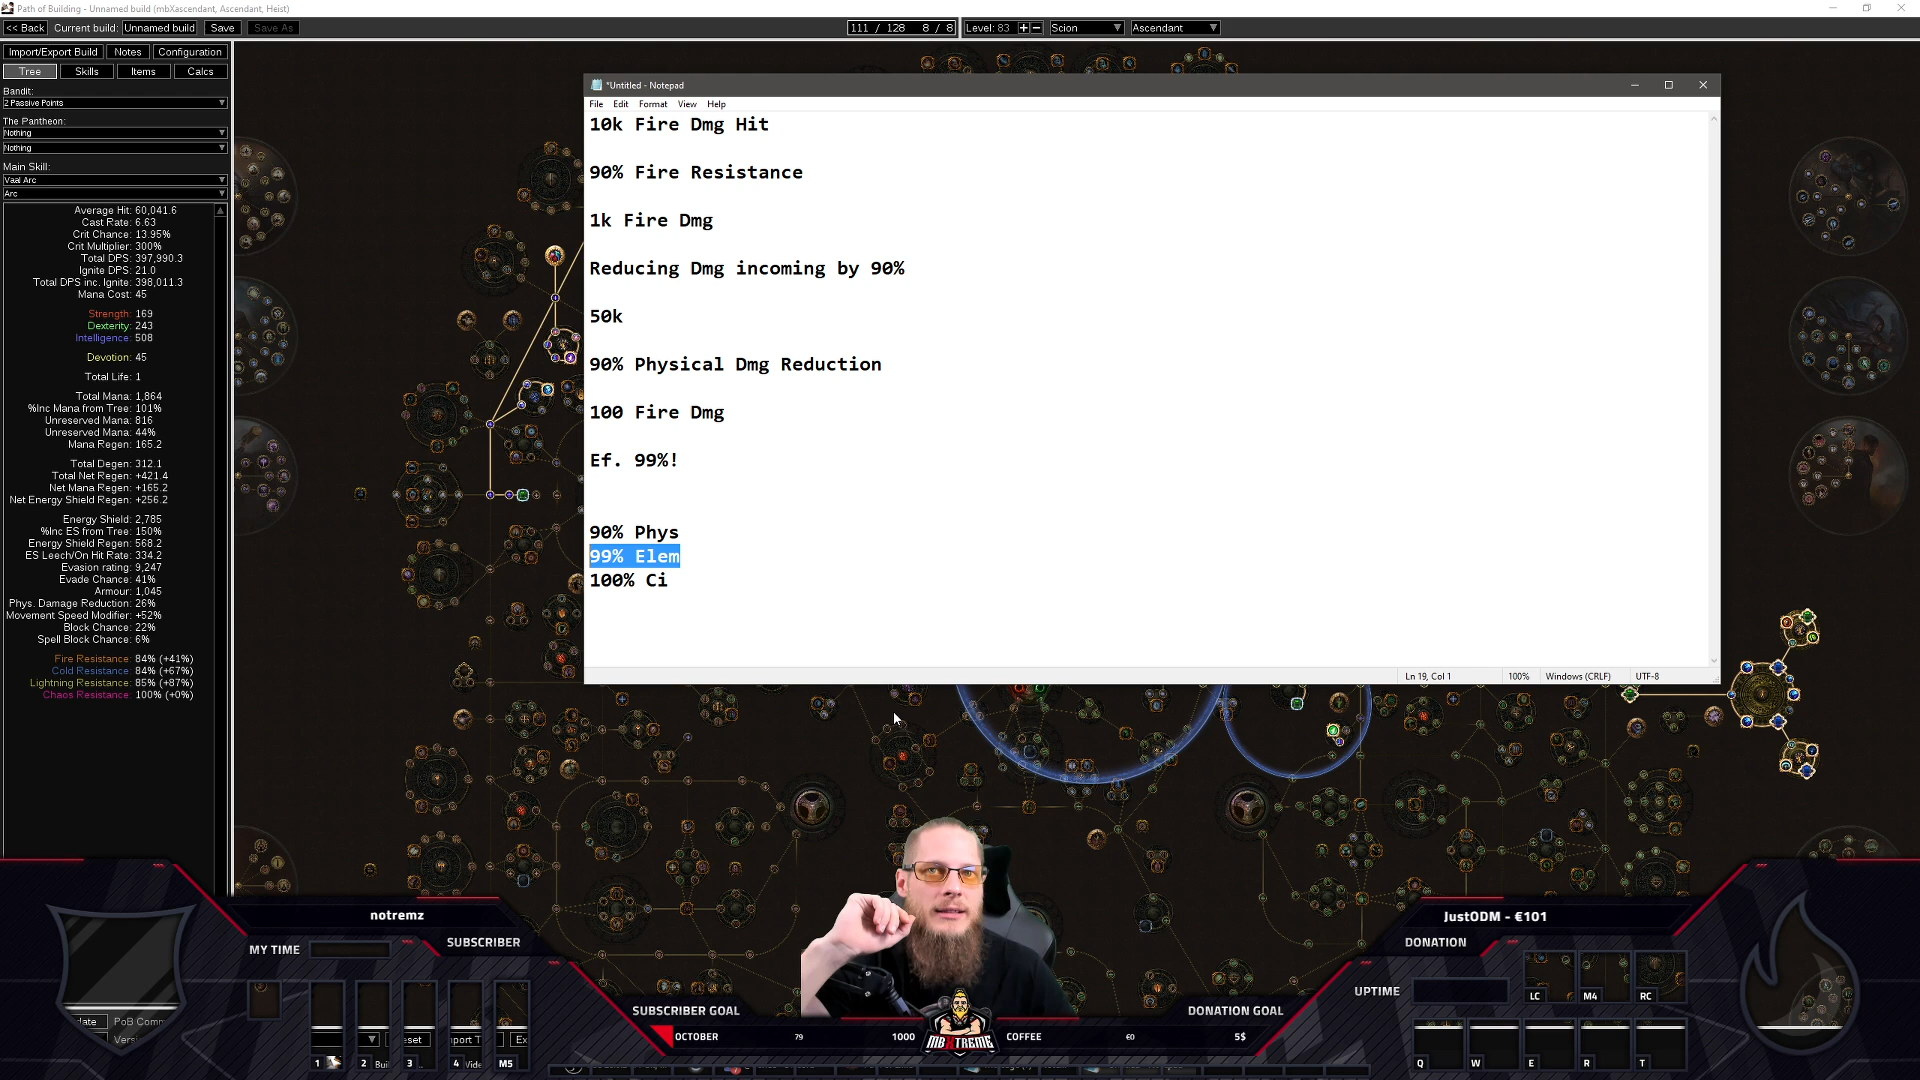 Path of Building - Unnamed build (mbXascendant, Ascendant, Heist)
<< Back Current build: Unnamed build Save Save As 111 / 128 8 / 8 Level: 83 + - Scion Ascendant
Import/Export Build Notes Configuration
Tree Skills Items Calcs
Bandit:
2 Passive Points
The Pantheon:
Nothing
Nothing
Main Skill:
Vaal Arc
Arc
Average Hit: 60,041.6
Cast Rate: 6.63
Crit Chance: 13.95%
Crit Multiplier: 300%
Total DPS: 397,990.3
Ignite DPS: 21.0
Total DPS inc. Ignite: 398,011.3
Mana Cost: 45
Strength: 169
Dexterity: 243
Intelligence: 508
Devotion: 45
Total Life: 1
Total Mana: 1,864
%Inc Mana from Tree: 101%
Unreserved Mana: 816
Unreserved Mana: 44%
Mana Regen: 165.2
Total Degen: 312.1
Total Net Regen: +421.4
Net Mana Regen: +165.2
Net Energy Shield Regen: +256.2
Energy Shield: 2,785
%Inc ES from Tree: 150%
Energy Shield Regen: 568.2
ES Leech/On Hit Rate: 334.2
Evasion rating: 9,247
Evade Chance: 41%
Armour: 1,045
Phys. Damage Reduction: 26%
Movement Speed Modifier: +52%
Block Chance: 22%
Spell Block Chance: 6%
Fire Resistance: 84% (+41%)
Cold Resistance: 84% (+67%)
Lightning Resistance: 85% (+87%)
Chaos Resistance: 100% (+0%)
*Untitled - Notepad
File Edit Format View Help
10k Fire Dmg Hit
90% Fire Resistance
1k Fire Dmg
Reducing Dmg incoming by 90%
50k
90% Physical Dmg Reduction
100 Fire Dmg
Ef. 99%!
90% Phys
99% Elem
100% Ci
Ln 19, Col 1 100% Windows (CRLF) UTF-8
notremz
MY TIME SUBSCRIBER
SUBSCRIBER GOAL
OCTOBER 79 1000
MBXTREME
JustODM - €101
DONATION
UPTIME
DONATION GOAL
COFFEE €0 5$
LC M4 RC
Q W E R T
1 2 3 4 M5